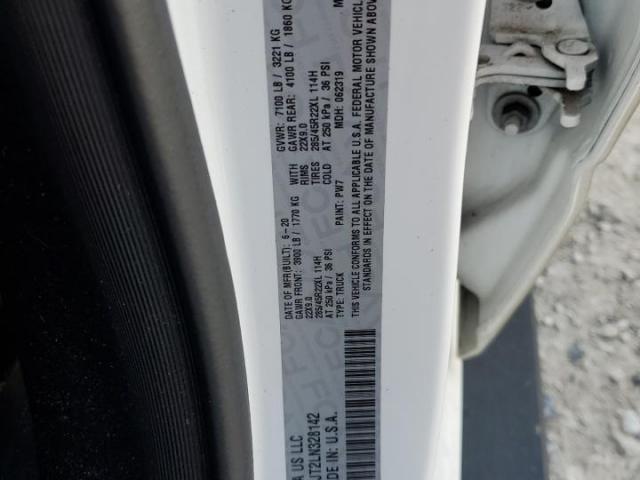 DATE OF MFR(BUILT): 6-20 GVWR: 7100 LB / 3221 KG
GAWR FRONT: 3900 LB / 1770 KG WITH GAWR REAR: 4100 LB / 1860 KG
22X9.0 RIMS 22X9.0
285/45R22XL 114H TIRES 285/45R22XL 114H
AT 250 kPa / 36 PSI COLD AT 250 kPa / 36 PSI
TYPE: TRUCK PAINT: PW7 MDH: 062319
THIS VEHICLE CONFORMS TO ALL APPLICABLE U.S.A. FEDERAL MOTOR VEHICLE
STANDARDS IN EFFECT ON THE DATE OF MANUFACTURE SHOWN ABOVE
US LLC
JT2LN328142
IN: U.S.A.